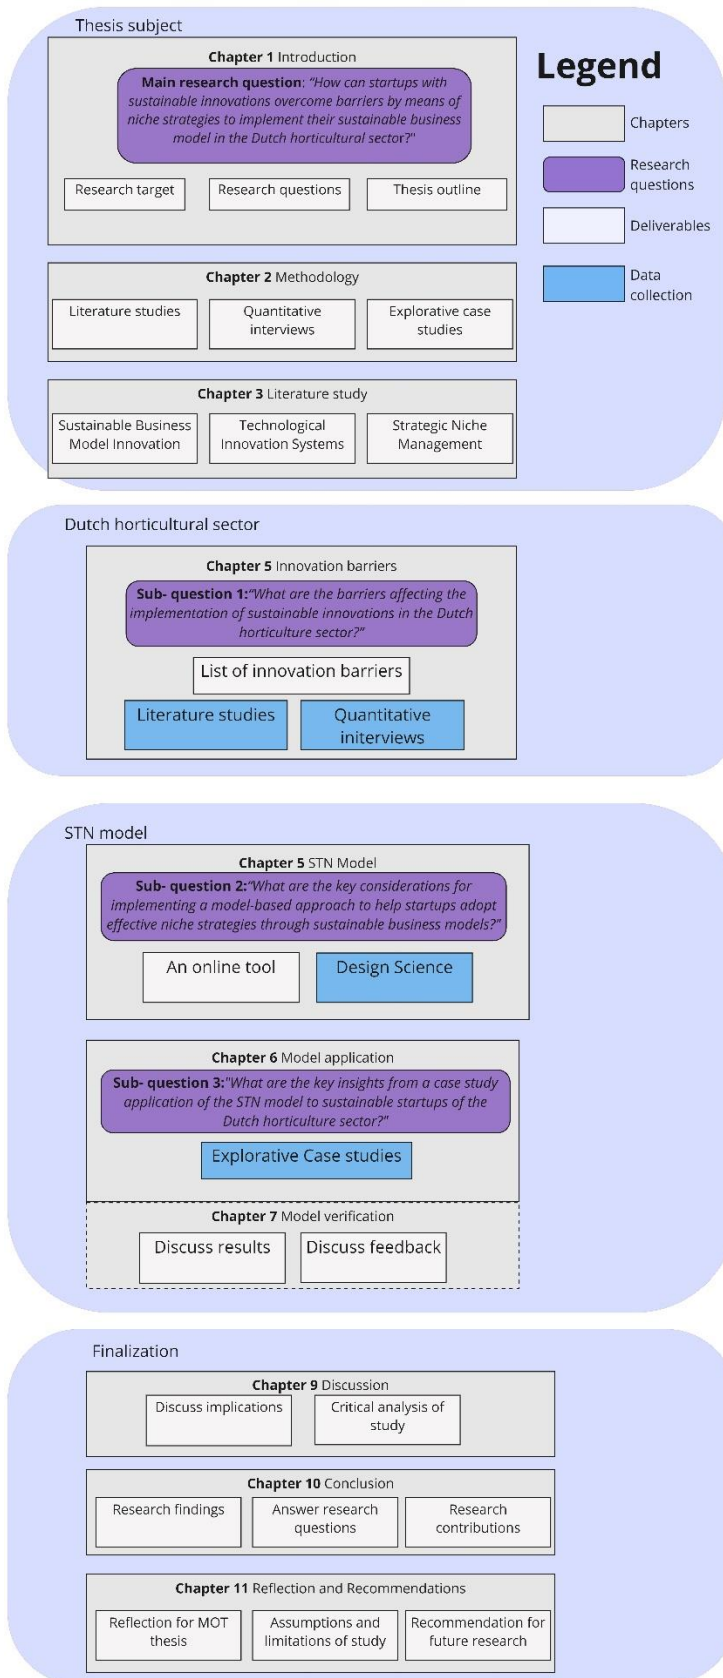 Thesis subject
Chapter 1 Introduction
Main research question: "How can startups with
sustainable innovations overcome barriers by means of
niche strategies to implement their sustainable business
model in the Dutch horticultural sector?"
Research target
Research questions
Thesis outline
Chapter 2 Methodology
Literature studies
Quantitative
interviews
Explorative case
studies
Chapter 3 Literature study
Sustainable Business
Model Innovation
Technological
Innovation Systems
Strategic Niche
Management
Legend
Chapters
Research
questions
Deliverables
Data
collection
Dutch horticultural sector
Chapter 5 Innovation barriers
Sub- question 1:"What are the barriers affecting the
implementation of sustainable innovations in the Dutch
horticulture sector?"
List of innovation barriers
Literature studies
Quantitative
initerviews
STN model
Chapter 5 STN Model
Sub- question 2:"What are the key considerations for
implementing a model-based approach to help startups adopt
effective niche strategies through sustainable business models?"
An online tool
Design Science
Chapter 6 Model application
Sub- question 3:"What are the key insights from a case study
application of the STN model to sustainable startups of the
Dutch horticulture sector?"
Explorative Case studies
Chapter 7 Model verification
Discuss results
Discuss feedback
Finalization
Chapter 9 Discussion
Discuss implications
Critical analysis of
study
Chapter 10 Conclusion
Research findings
Answer research
questions
Research
contributions
Chapter 11 Reflection and Recommendations
Reflection for MOT
thesis
Assumptions and
limitations of study
Recommendation for
future research